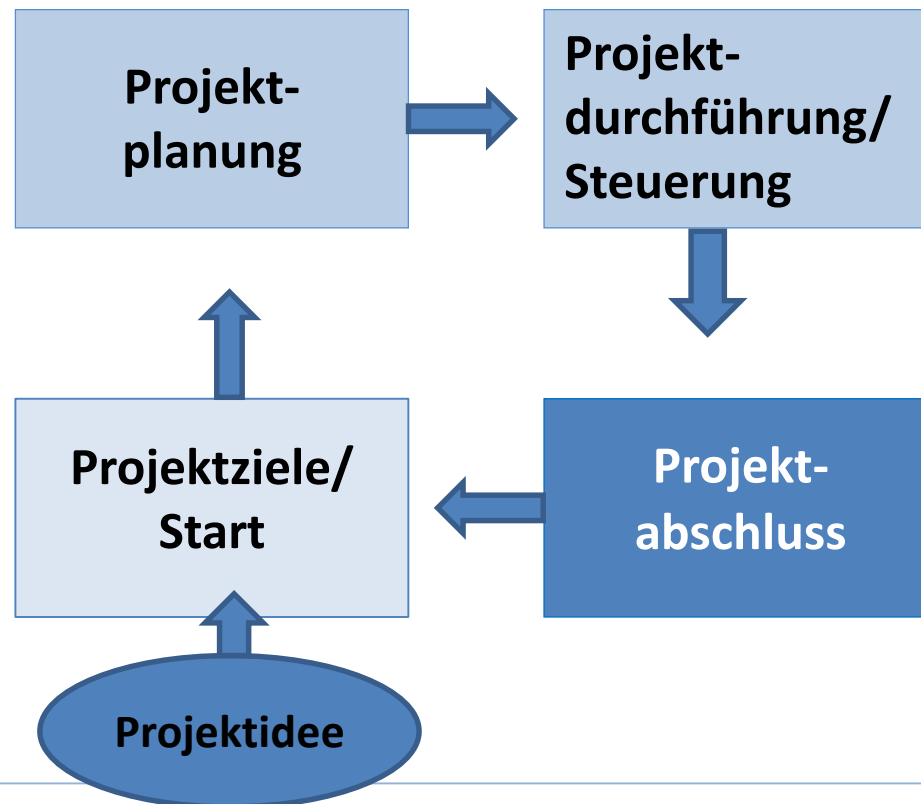 Projekt-
planung
Projekt-
durchführung/
Steuerung
Projektziele/
Start
Projekt-
abschluss
Projektidee